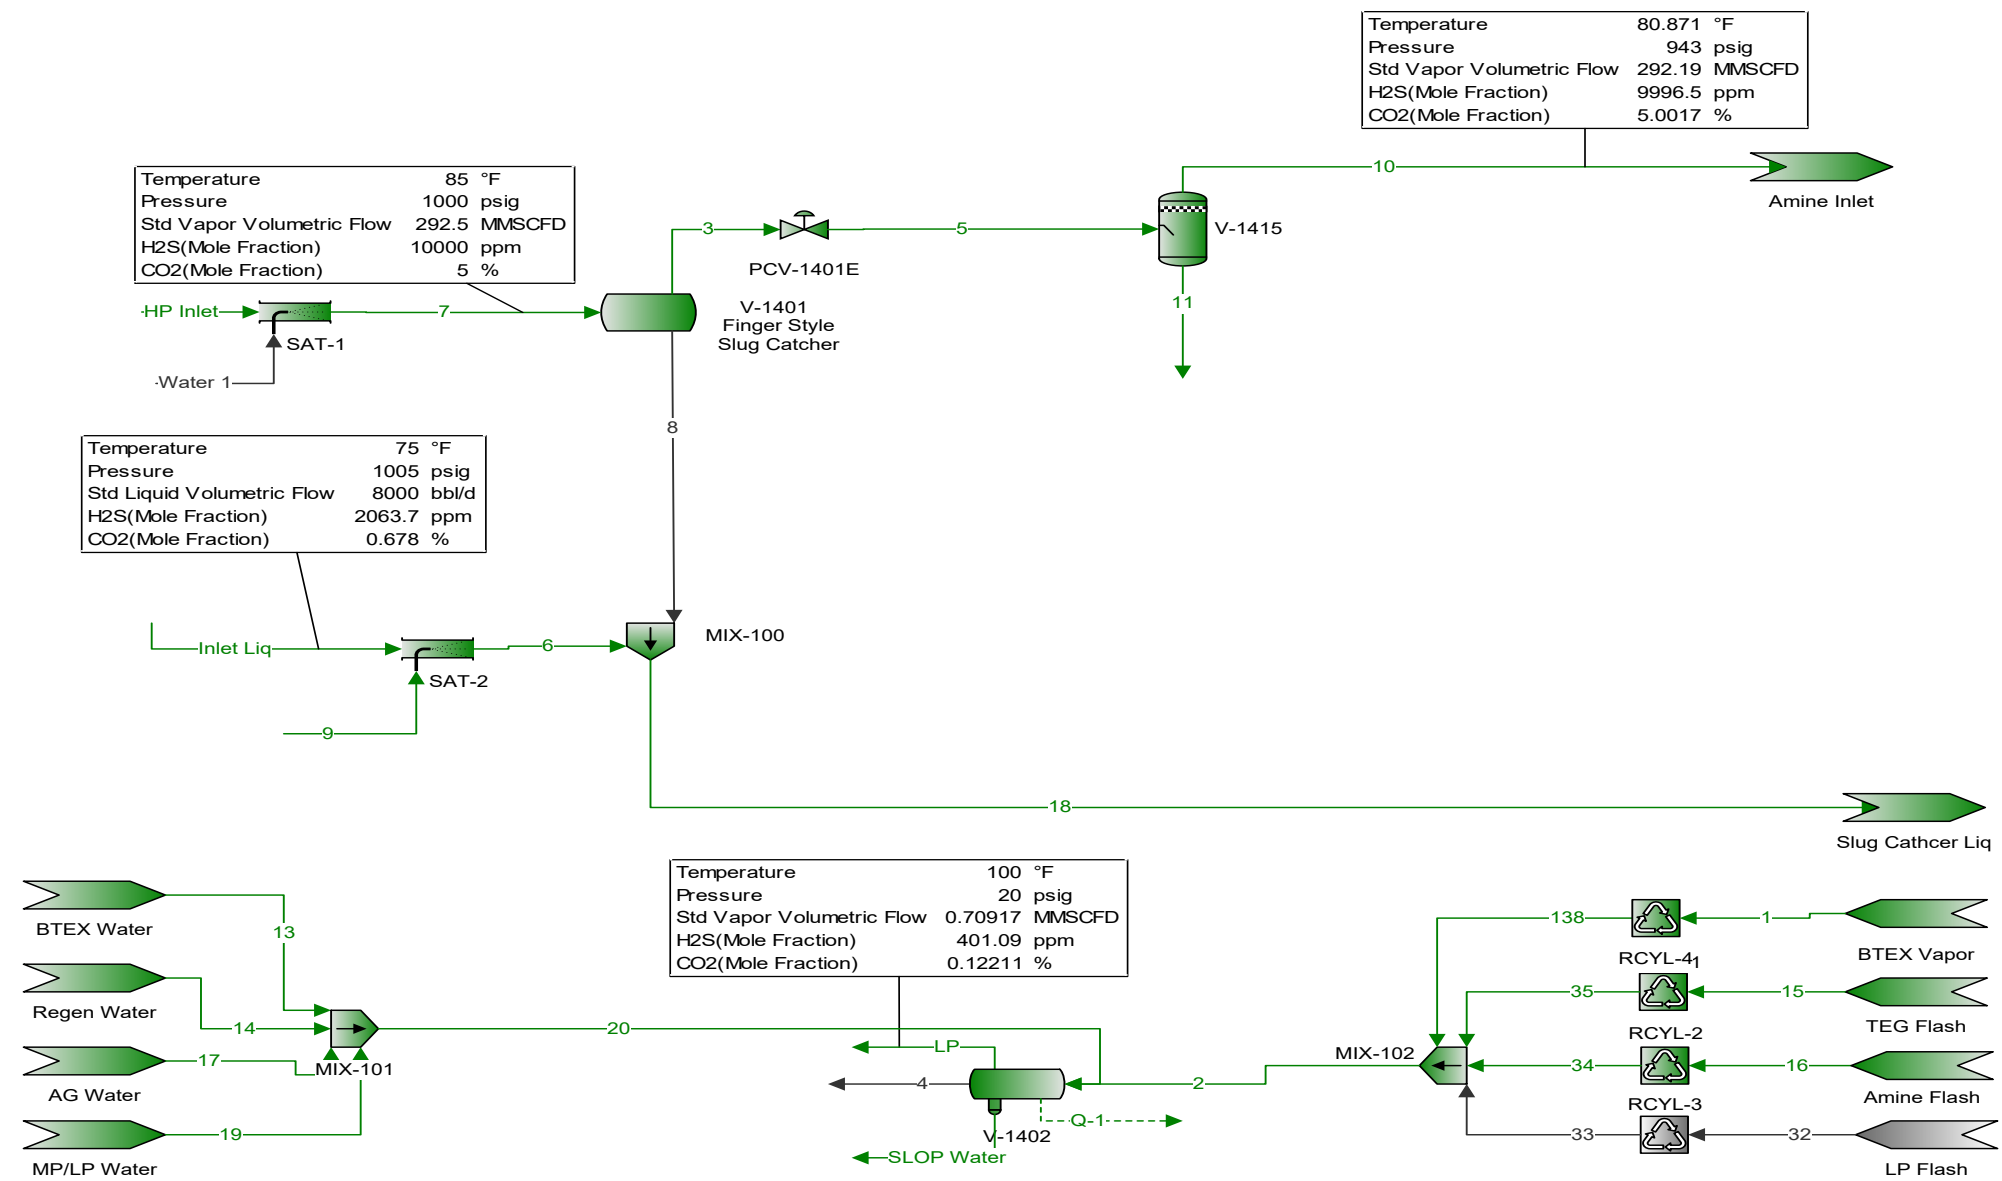 Temperature 80.871 °F
Pressure 943 psig
Std Vapor Volumetric Flow 292.19 MMSCFD
H2S(Mole Fraction) 9996.5 ppm
CO2(Mole Fraction) 5.0017 %
10
Amine Inlet
Temperature 85 °F
Pressure 1000 psig
Std Vapor Volumetric Flow 292.5 MMSCFD
H2S(Mole Fraction) 10000 ppm
CO2(Mole Fraction) 5 %
3
5
V-1415
PCV-1401E
HP Inlet
7
V-1401
Finger Style
Slug Catcher
11
SAT-1
Water 1
8
Temperature 75 °F
Pressure 1005 psig
Std Liquid Volumetric Flow 8000 bbl/d
H2S(Mole Fraction) 2063.7 ppm
CO2(Mole Fraction) 0.678 %
MIX-100
Inlet Liq
6
SAT-2
9
18
Slug Cathcer Liq
Temperature 100 °F
Pressure 20 psig
Std Vapor Volumetric Flow 0.70917 MMSCFD
H2S(Mole Fraction) 401.09 ppm
CO2(Mole Fraction) 0.12211 %
BTEX Water
13
Regen Water
14
20
17
MIX-101
AG Water
19
MP/LP Water
LP
4
2
Q-1
V-1402
SLOP Water
MIX-102
138
1
RCYL-4
1
BTEX Vapor
35
15
RCYL-2
TEG Flash
34
16
RCYL-3
Amine Flash
33
32
LP Flash